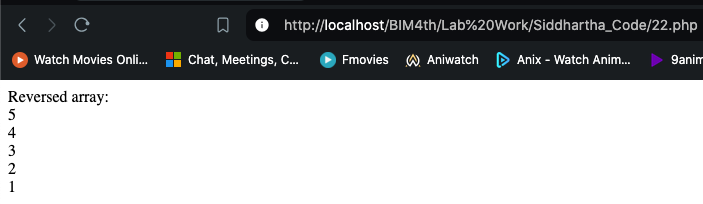 http://localhost/BIM4th/Lab%20Work/Siddhartha_Code/22.php
Watch Movies Onli... Chat, Meetings, C... Fmovies Aniwatch Anix - Watch Anim... 9anim
Reversed array:
5
4
3
2
1